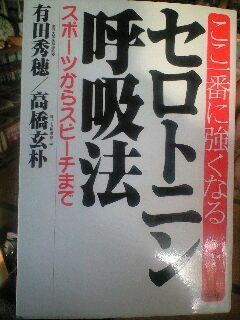 ここ一番に強くなる
セロトニン
呼吸法
スポーツからスピーチまで
有田秀穂／高橋玄朴